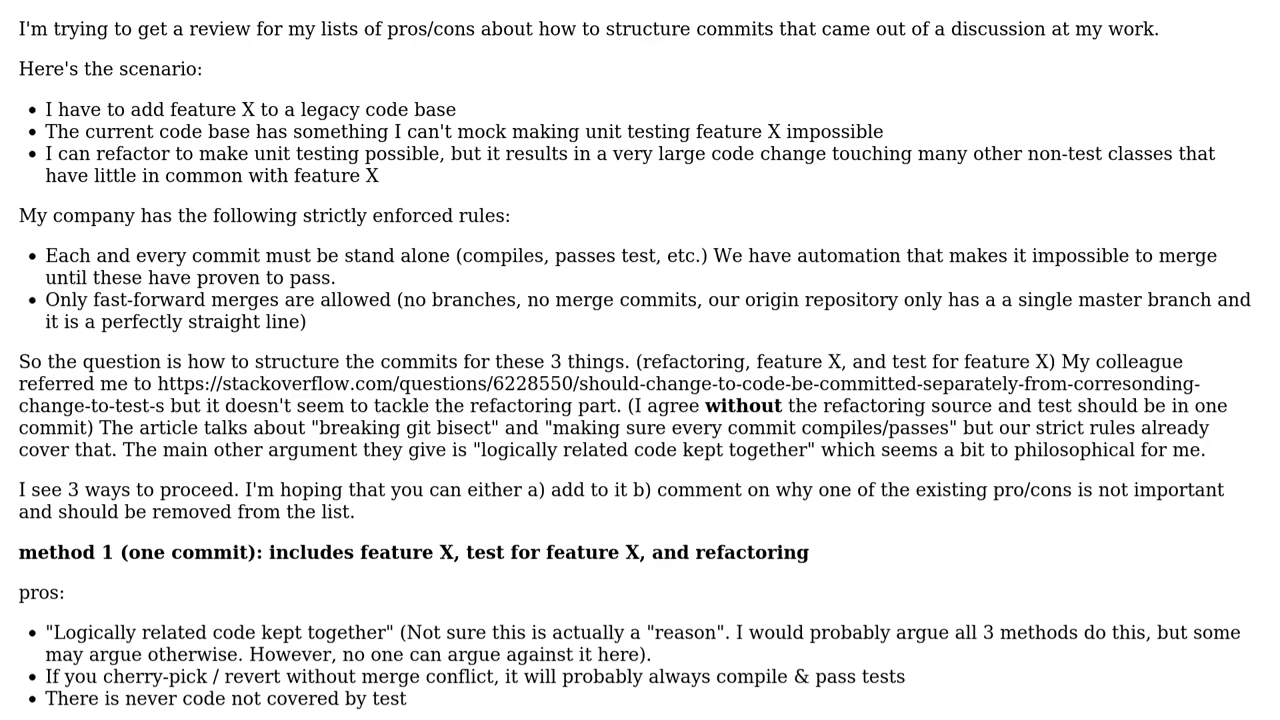 I'm trying to get a review for my lists of pros/cons about how to structure commits that came out of a discussion at my work.
Here's the scenario:
• I have to add feature X to a legacy code base
• The current code base has something I can't mock making unit testing feature X impossible
• I can refactor to make unit testing possible, but it results in a very large code change touching many other non-test classes that
have little in common with feature X
My company has the following strictly enforced rules:
• Each and every commit must be stand alone (compiles, passes test, etc.) We have automation that makes it impossible to merge
until these have proven to pass.
• Only fast-forward merges are allowed (no branches, no merge commits, our origin repository only has a a single master branch and
it is a perfectly straight line)
So the question is how to structure the commits for these 3 things. (refactoring, feature X, and test for feature X) My colleague
referred me to https://stackoverflow.com/questions/6228550/should-change-to-code-be-committed-separately-from-corresonding-
change-to-test-s but it doesn't seem to tackle the refactoring part. (I agree without the refactoring source and test should be in one
commit) The article talks about "breaking git bisect" and "making sure every commit compiles/passes" but our strict rules already
cover that. The main other argument they give is "logically related code kept together" which seems a bit to philosophical for me.
I see 3 ways to proceed. I'm hoping that you can either a) add to it b) comment on why one of the existing pro/cons is not important
and should be removed from the list.
method 1 (one commit): includes feature X, test for feature X, and refactoring
pros:
• "Logically related code kept together" (Not sure this is actually a "reason". I would probably argue all 3 methods do this, but some
may argue otherwise. However, no one can argue against it here).
• If you cherry-pick / revert without merge conflict, it will probably always compile & pass tests
• There is never code not covered by test